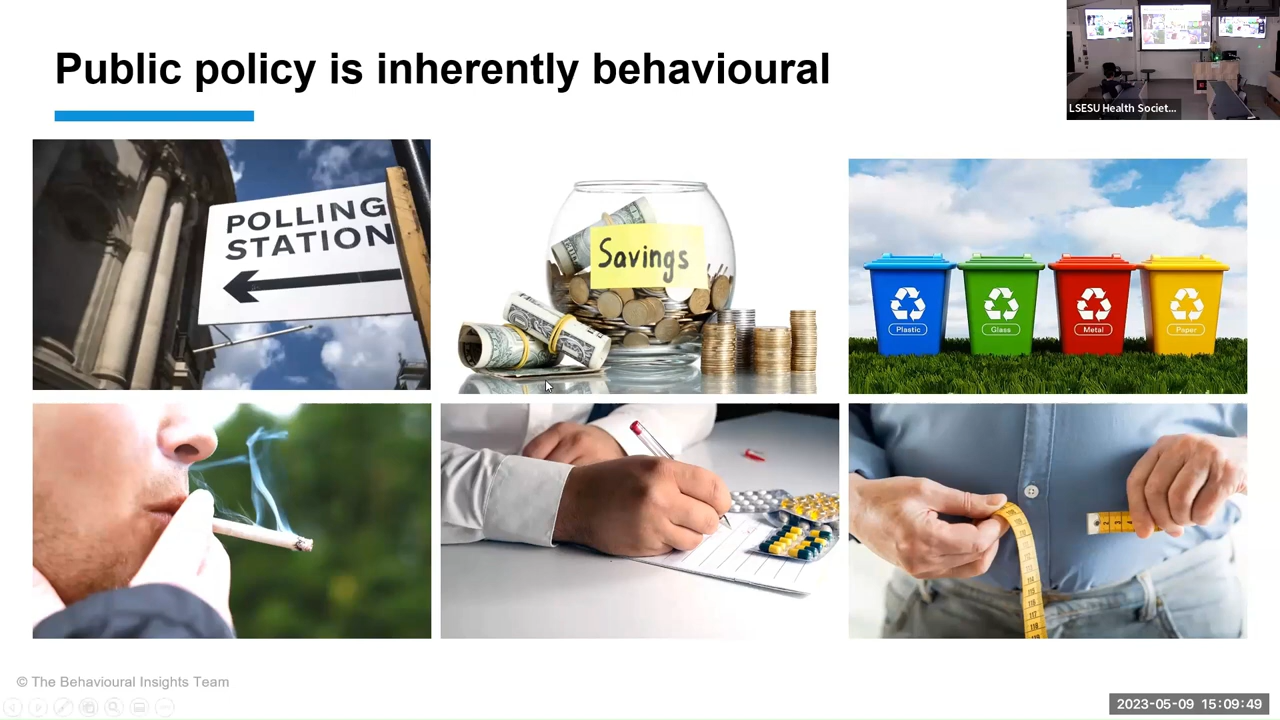 Public policy is inherently behavioural
LSESU Health Societ...
POLLING
STATION
Savings
Plastic
Glass
Metal
Paper
© The Behavioural Insights Team
2023-05-09 15:09:49